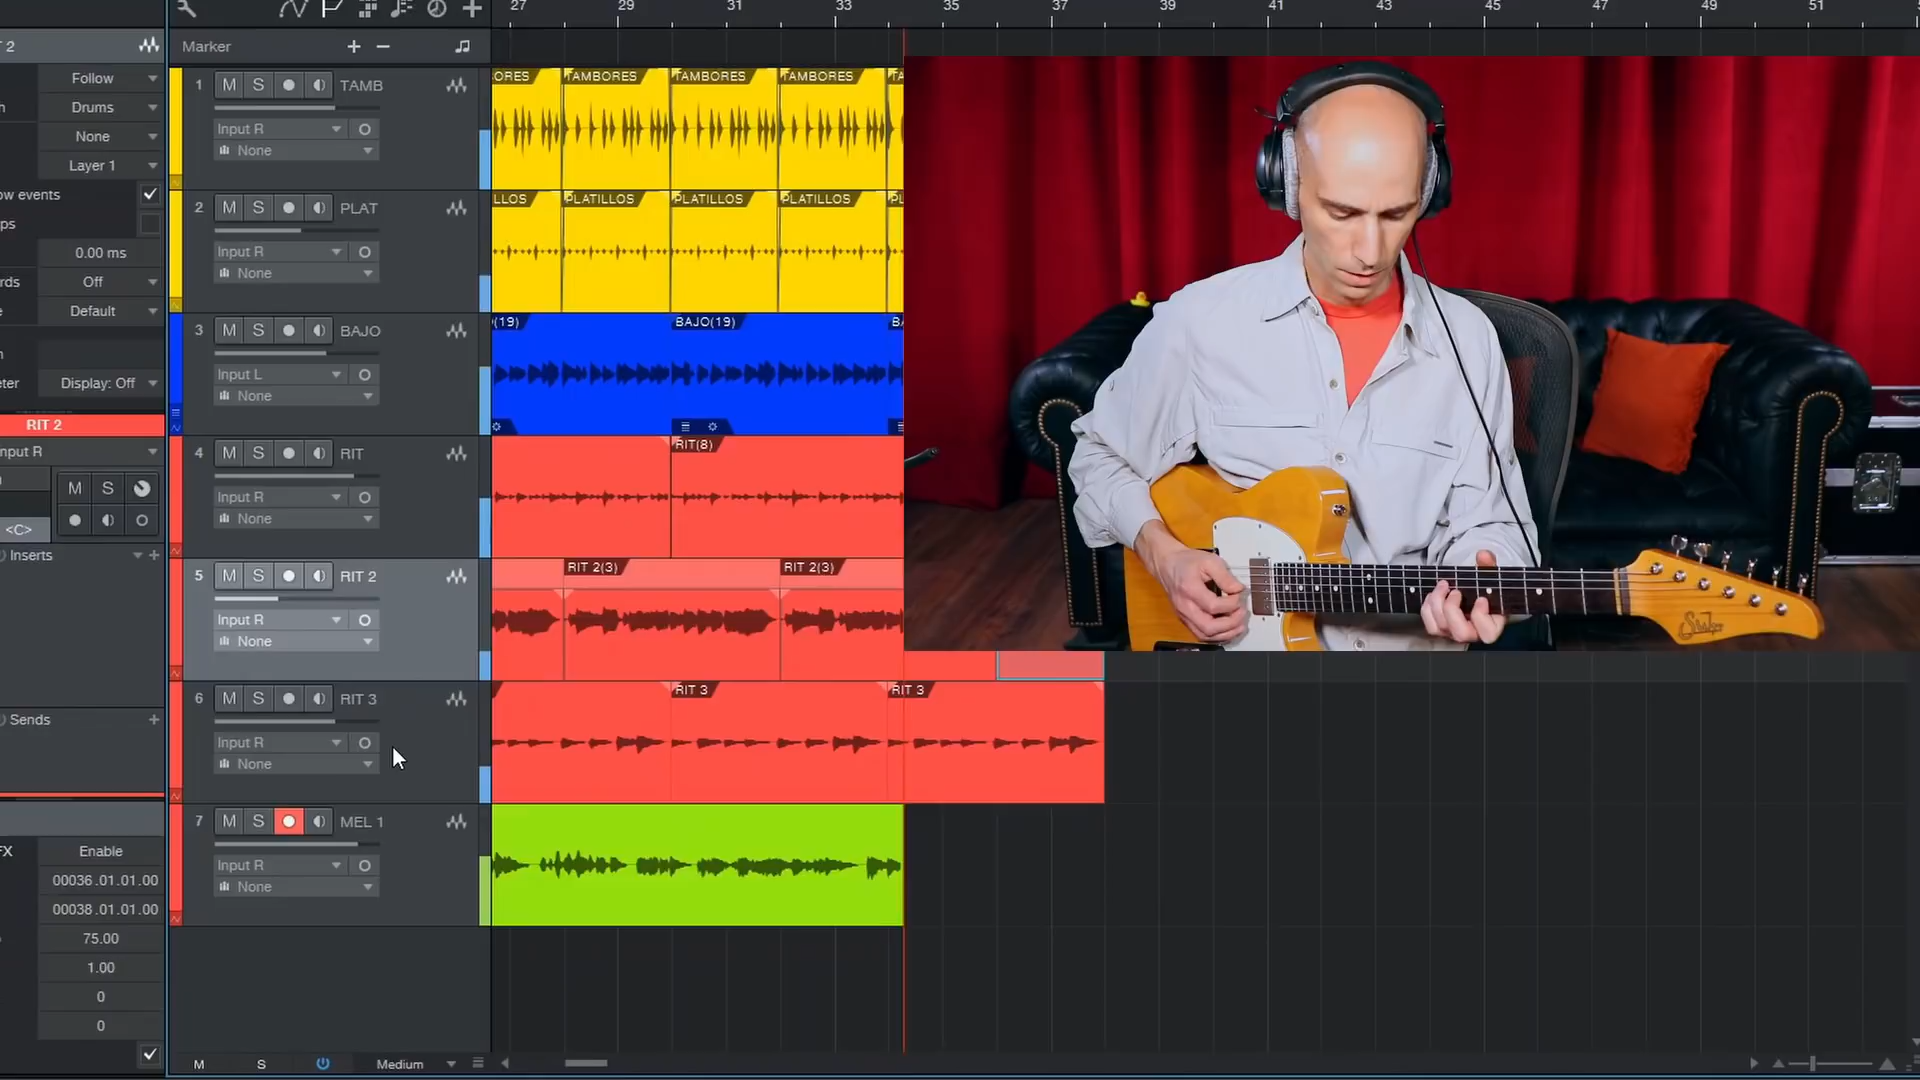 27 29 31 33 35 37 39 41 43 45 47 49 51
T 2
Marker
Follow
Drums
None
Layer 1
ow events
ps
0.00 ms
rds Off
Default
eter Display: Off
RIT 2
nput R
M S
<C>
Inserts
Sends
FX Enable
00036.01.01.00
00038.01.01.00
75.00
1.00
0
0
1 M S TAMB
Input R
None
ORES TAMBORES TAMBORES TAMBORES TA
2 M S PLAT
Input R
None
LLOS PLATILLOS PLATILLOS PLATILLOS PL
3 M S BAJO
Input L
None
(19) BAJO(19) BA
4 M S RIT
Input R
None
RIT(8)
5 M S RIT 2
Input R
None
RIT 2(3) RIT 2(3)
6 M S RIT 3
Input R
None
RIT 3 RIT 3
7 M S MEL 1
Input R
None
M S Medium